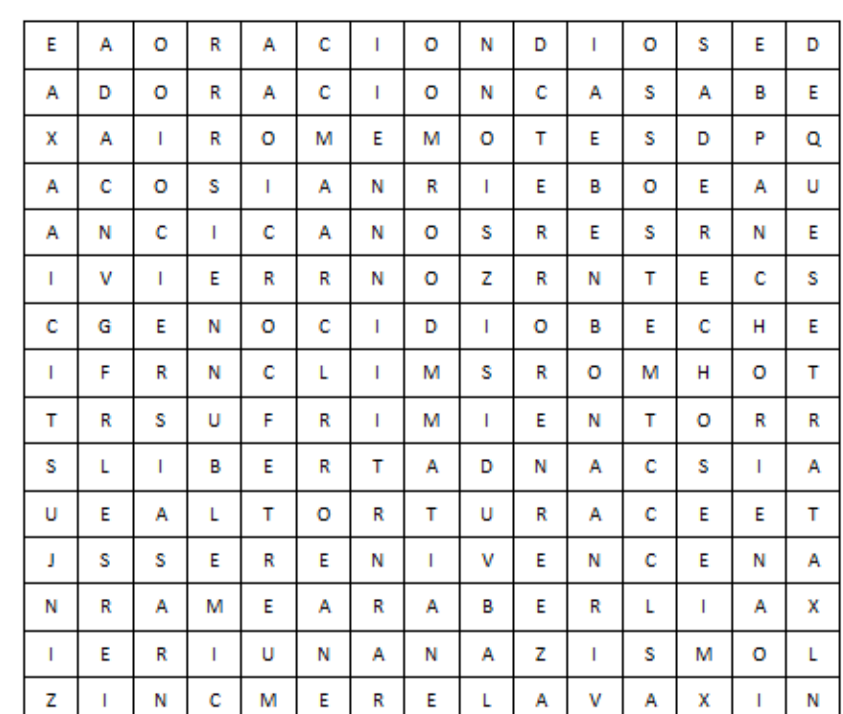 E A O R A C I O N D I O S E D
A D O R A C I O N C A S A B E
X A I R O M E M O T E S D P Q
A C O S I A N R I E B O E A U
A N C I C A N O S R E S R N E
I V I E R R N O Z R N T E C S
C G E N O C I D I O B E C H E
I F R N C L I M S R O M H O T
T R S U F R I M I E N T O R R
S L I B E R T A D N A C S I A
U E A L T O R T U R A C E E T
J S S E R E N I V E N C E N A
N R A M E A R A B E R L I A X
I E R I U N A N A Z I S M O L
Z I N C M E R E L A V A X I N